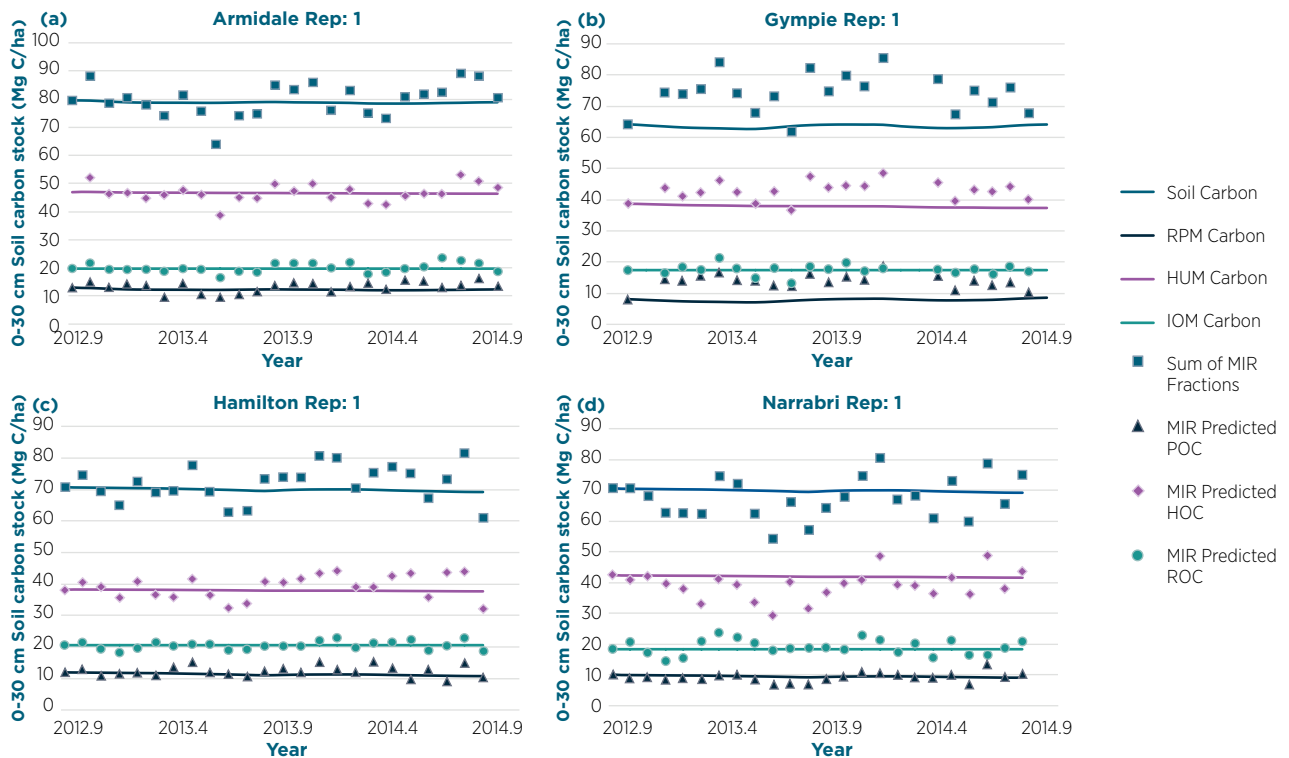 (a)
Armidale Rep: 1
0-30 cm Soil carbon stock (Mg C/ha)
100
90
80
70
60
50
40
30
20
10
0
2012.9 2013.4 2013.9 2014.4 2014.9
Year
(b)
Gympie Rep: 1
0-30 cm Soil carbon stock (Mg C/ha)
90
80
70
60
50
40
30
20
10
0
2012.9 2013.4 2013.9 2014.4 2014.9
Year
(c)
Hamilton Rep: 1
0-30 cm Soil carbon stock (Mg C/ha)
90
80
70
60
50
40
30
20
10
0
2012.9 2013.4 2013.9 2014.4 2014.9
Year
(d)
Narrabri Rep: 1
0-30 cm Soil carbon stock (Mg C/ha)
90
80
70
60
50
40
30
20
10
0
2012.9 2013.4 2013.9 2014.4 2014.9
Year
Soil Carbon
RPM Carbon
HUM Carbon
IOM Carbon
Sum of MIR
Fractions
MIR Predicted
POC
MIR Predicted
HOC
MIR Predicted
ROC